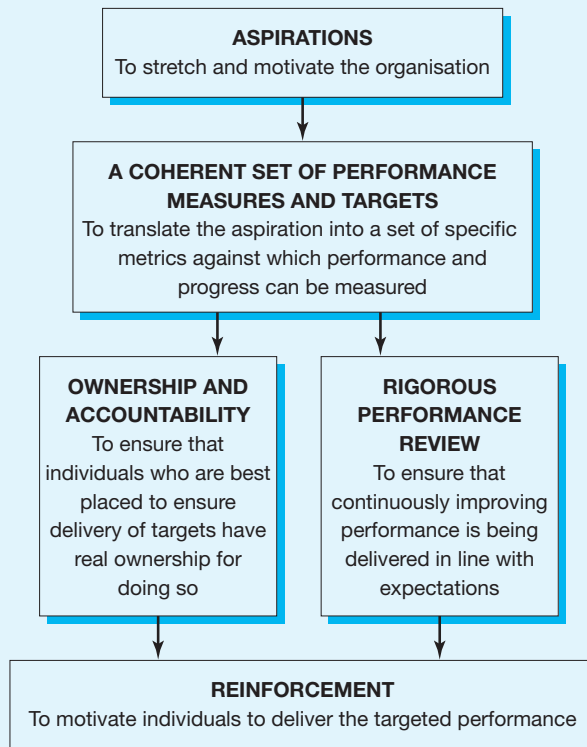 ASPIRATIONS
To stretch and motivate the organisation
A COHERENT SET OF PERFORMANCE
MEASURES AND TARGETS
To translate the aspiration into a set of specific
metrics against which performance and
progress can be measured
OWNERSHIP AND
ACCOUNTABILITY
To ensure that
individuals who are best
placed to ensure
delivery of targets have
real ownership for
doing so
RIGOROUS
PERFORMANCE
REVIEW
To ensure that
continuously improving
performance is being
delivered in line with
expectations
REINFORCEMENT
To motivate individuals to deliver the targeted performance